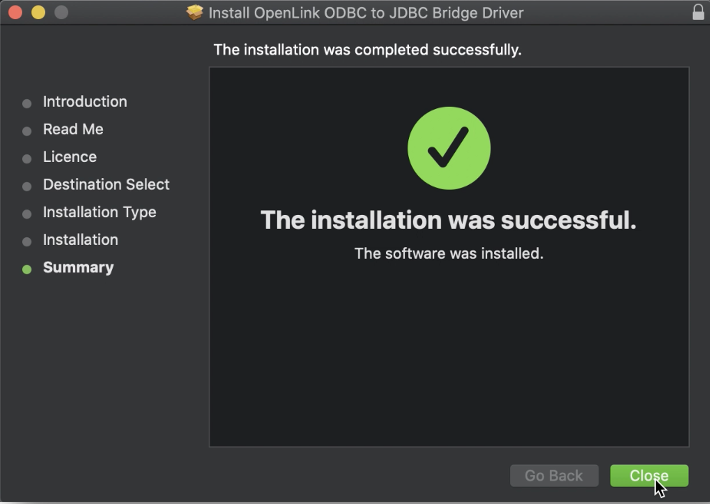 Install OpenLink ODBC to JDBC Bridge Driver
The installation was completed successfully.
Introduction
Read Me
Licence
Destination Select
Installation Type
Installation
Summary
The installation was successful.
The software was installed.
Go Back
Close